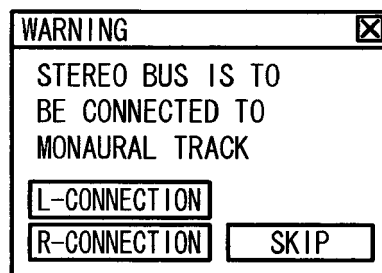 WARNING
STEREO BUS IS TO
BE CONNECTED TO
MONAURAL TRACK
L-CONNECTION
R-CONNECTION SKIP